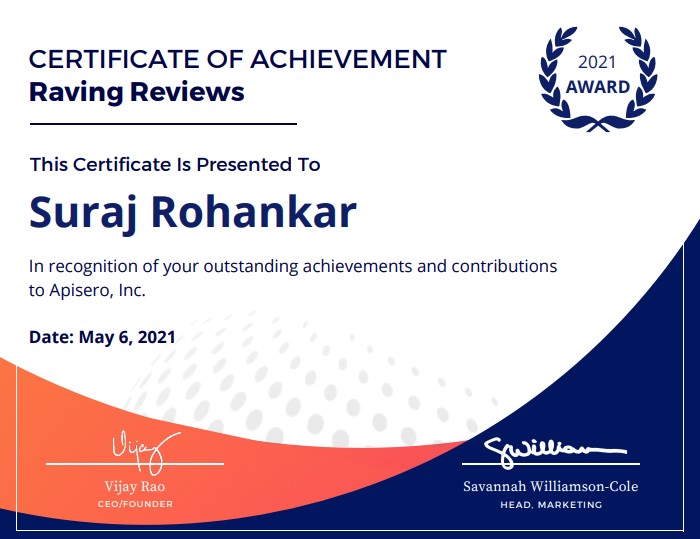 CERTIFICATE OF ACHIEVEMENT
Raving Reviews
2021
AWARD
This Certificate Is Presented To
Suraj Rohankar
In recognition of your outstanding achievements and contributions
to Apisero, Inc.
Date: May 6, 2021
Vijay
Vijay Rao
CEO/FOUNDER
SWilliam
Savannah Williamson-Cole
HEAD, MARKETING